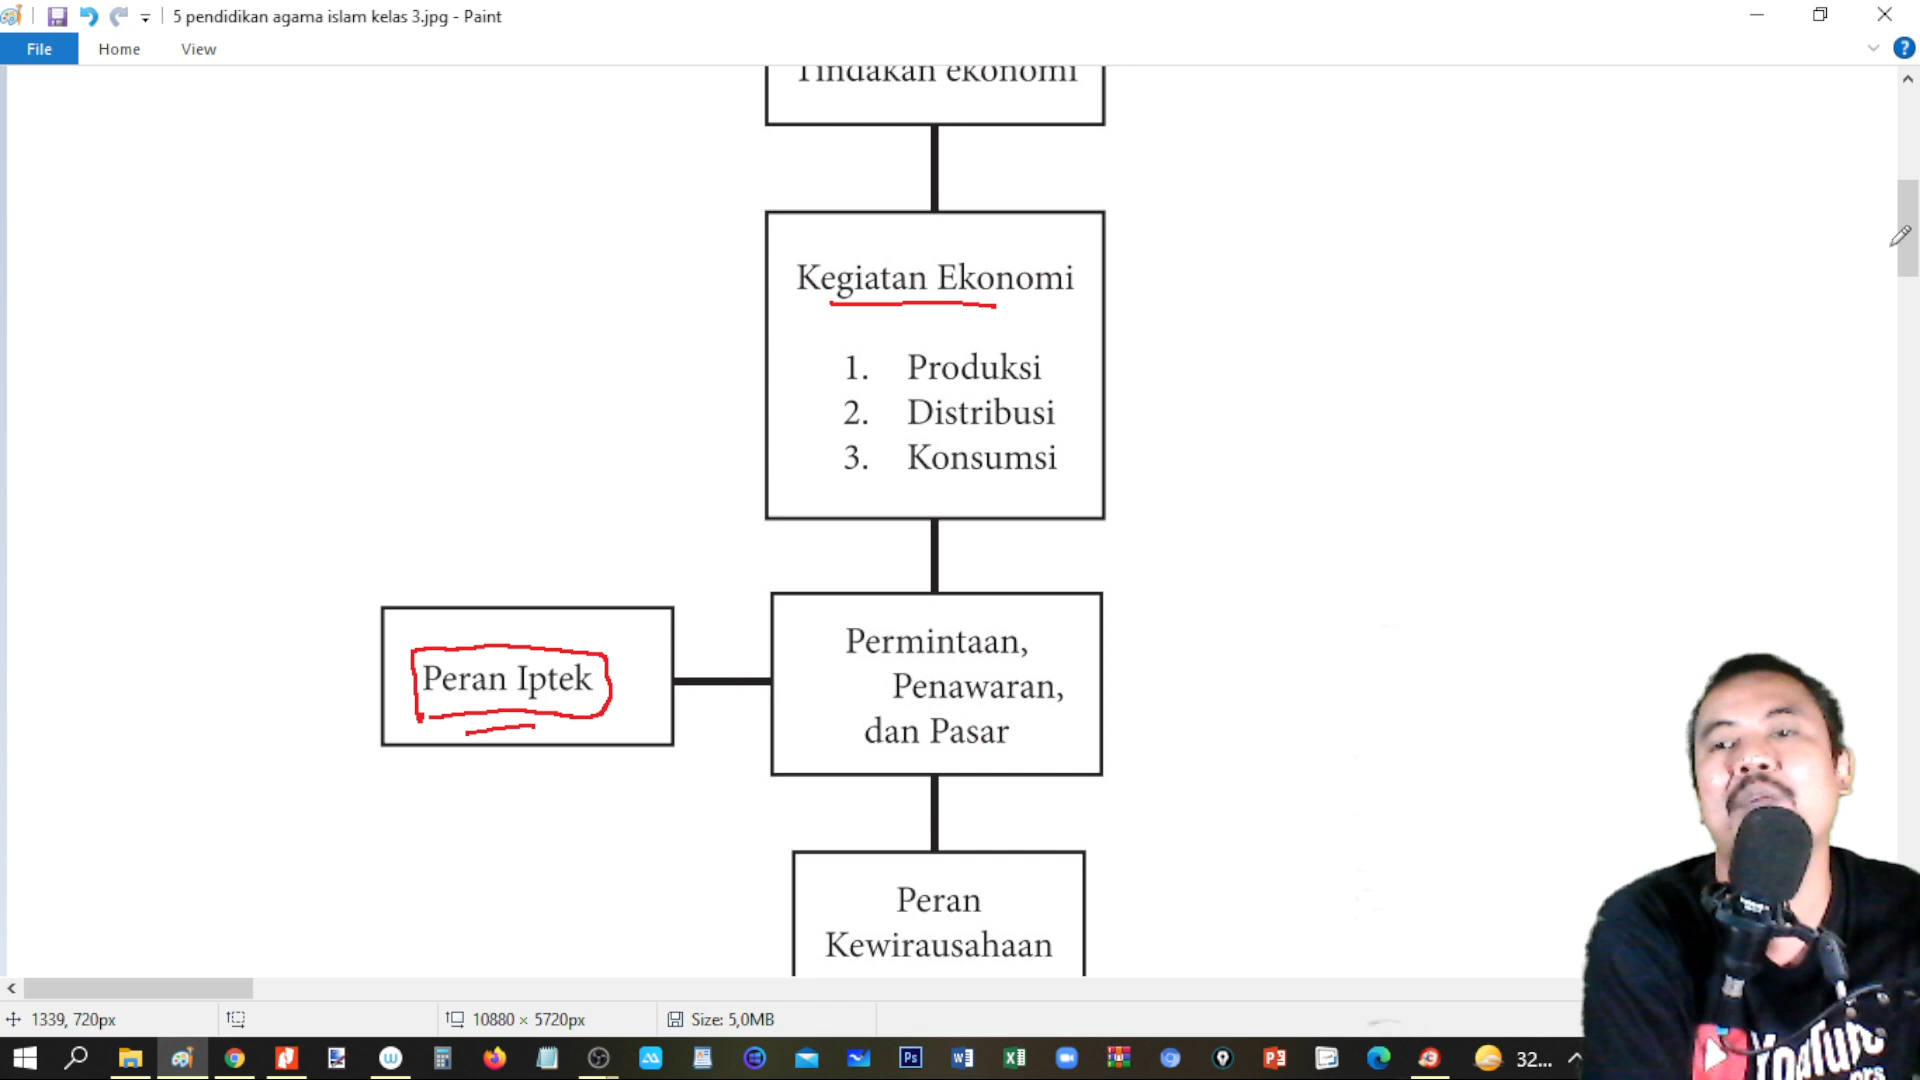 5 pendidikan agama islam kelas 3.jpg - Paint
File Home View
Tindakan ekonomi
Kegiatan Ekonomi
1. Produksi
2. Distribusi
3. Konsumsi
Peran Iptek
Permintaan,
Penawaran,
dan Pasar
Peran
Kewirausahaan
1339, 720px
10880 × 5720px
Size: 5,0MB
32...
YouTube